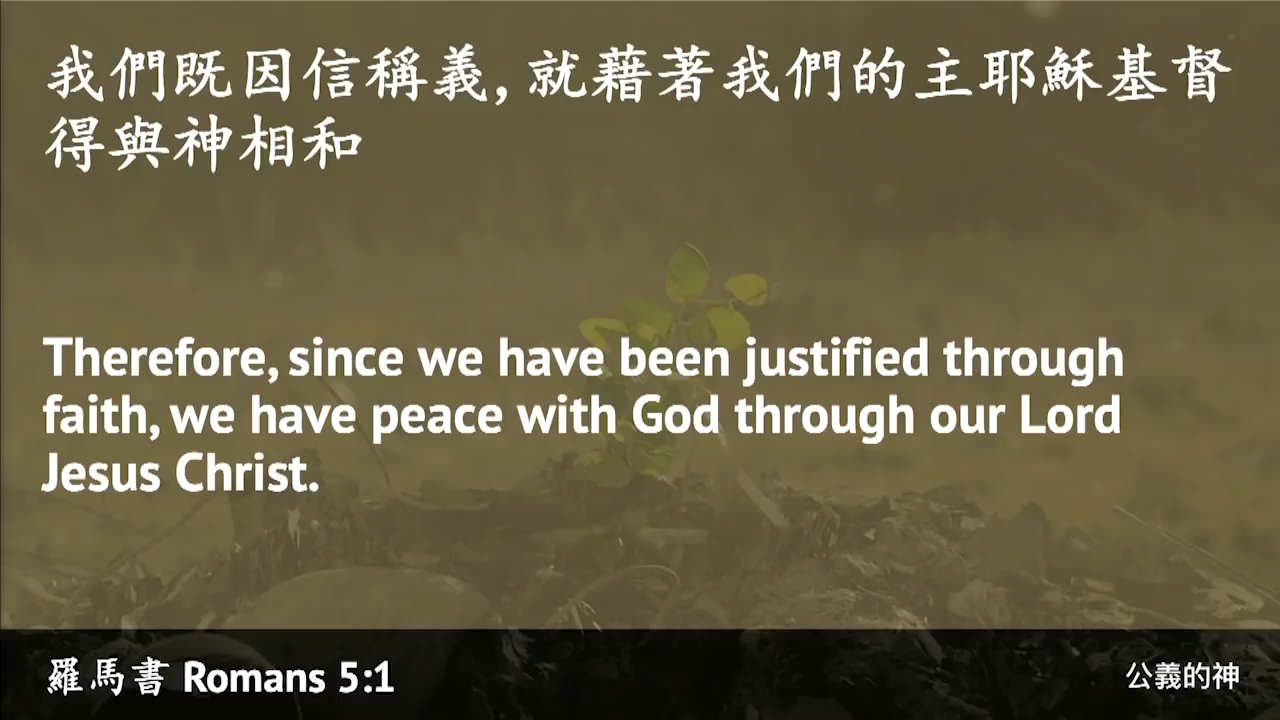 我們既因信稱義, 就藉著我們的主耶穌基督
得與神相和
Therefore, since we have been justified through
faith, we have peace with God through our Lord
Jesus Christ.
羅馬書 Romans 5:1
公義的神